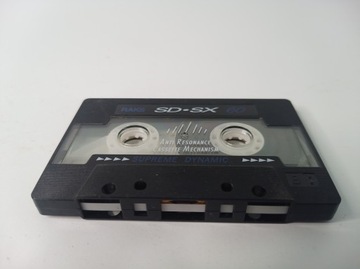 SD•SX
ANTI RESONANCE
CASSETTE MECHANISM
SUPREME DYNAMIC